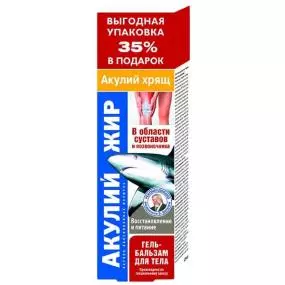 ВЫГОДНАЯ
УПАКОВКА
35%
В ПОДАРОК
Акулий хрящ
АКУЛИЙ ЖИР
В области
суставов
и позвоночника
Восстановление
и питание
ГЕЛЬ-
БАЛЬЗАМ
ДЛЯ ТЕЛА